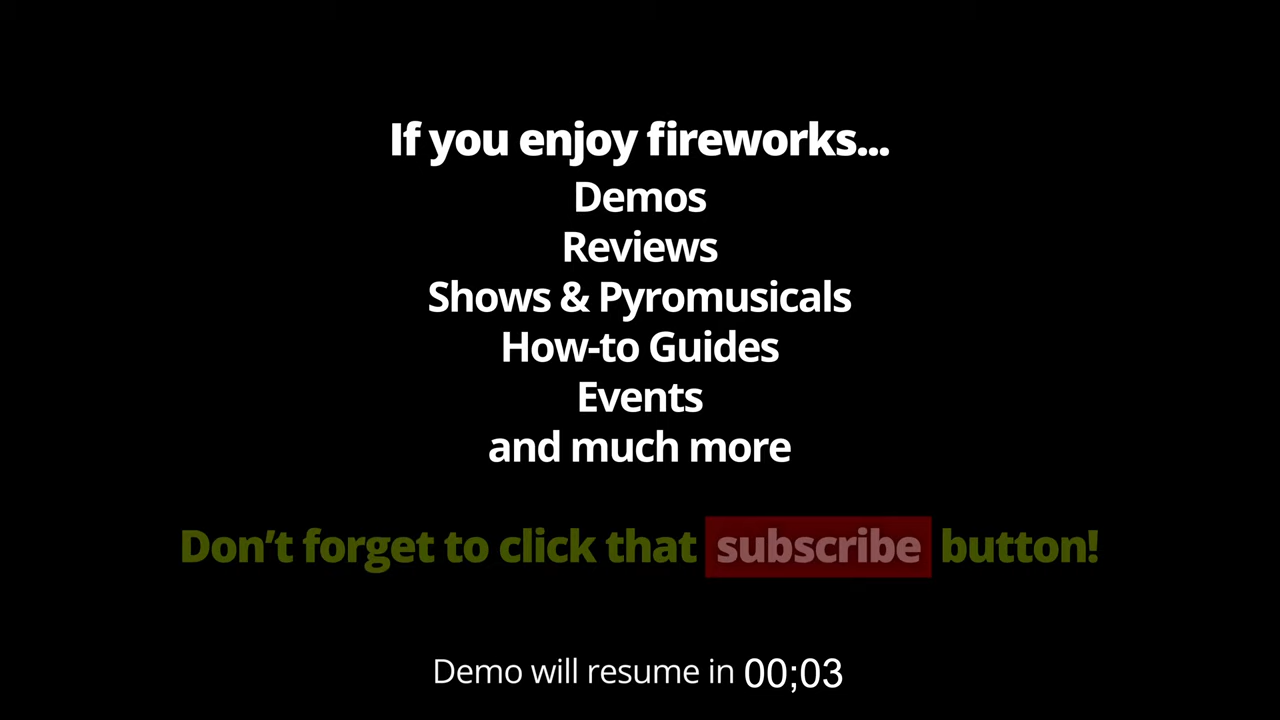 If you enjoy fireworks...
Demos
Reviews
Shows & Pyromusicals
How-to Guides
Events
and much more
Don’t forget to click that subscribe button!
Demo will resume in 00;03